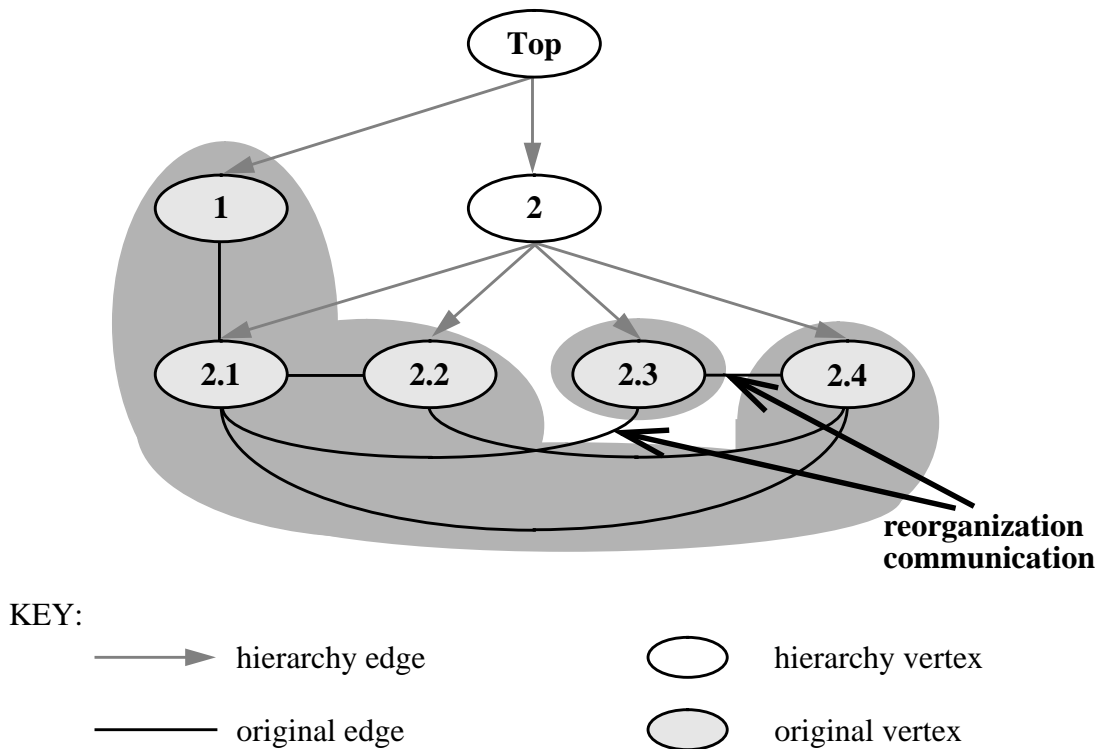 Top
1
2
2.1
2.2
2.3
2.4
reorganization
communication
KEY:
hierarchy edge
hierarchy vertex
original edge
original vertex